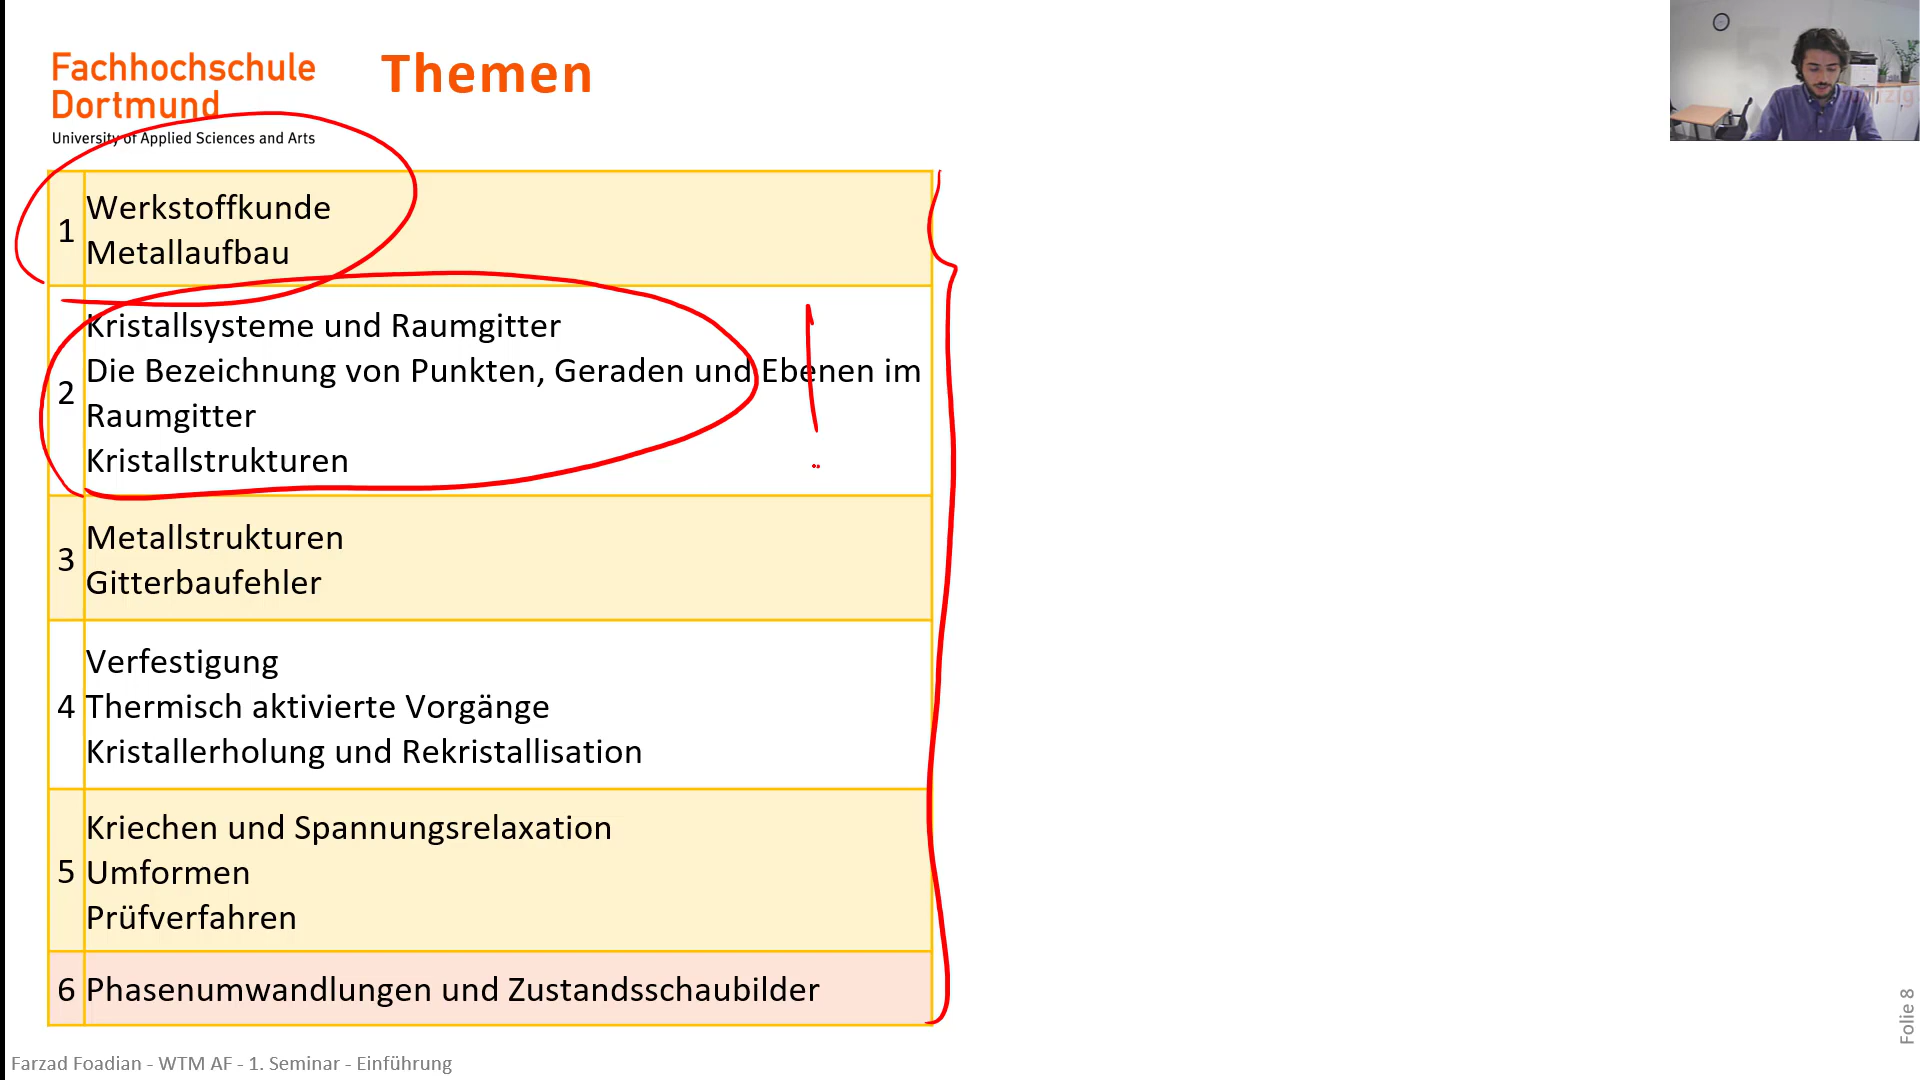 Fachhochschule
Dortmund
University of Applied Sciences and Arts
Themen
1
Werkstoffkunde
Metallaufbau
2
Kristallsysteme und Raumgitter
Die Bezeichnung von Punkten, Geraden und Ebenen im
Raumgitter
Kristallstrukturen
3
Metallstrukturen
Gitterbaufehler
4
Verfestigung
Thermisch aktivierte Vorgänge
Kristallerholung und Rekristallisation
5
Kriechen und Spannungsrelaxation
Umformen
Prüfverfahren
6
Phasenumwandlungen und Zustandsschaubilder
Farzad Foadian - WTM AF - 1. Seminar - Einführung
Folie 8